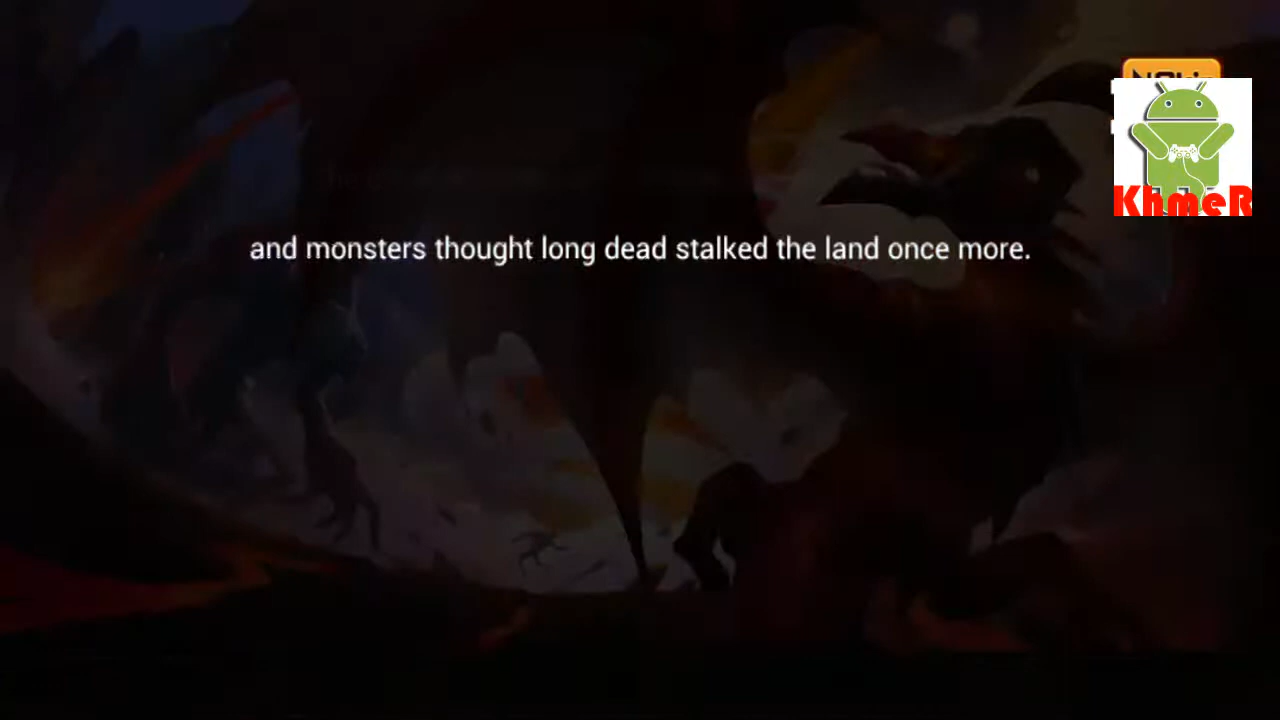 and monsters thought long dead stalked the land once more.
KhmeR